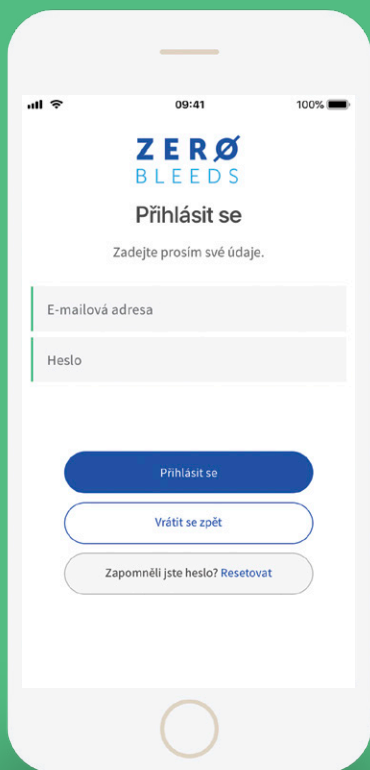 09:41
100%
ZERØ
BLEEDS
Přihlásit se
Zadejte prosím své údaje.
E-mailová adresa
Heslo
Přihlásit se
Vrátit se zpět
Zapomněli jste heslo? Resetovat